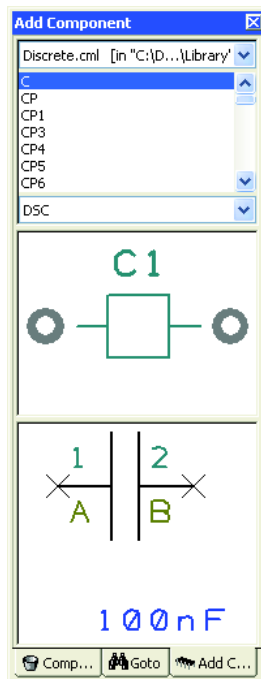 Add Component
Discrete.cml [in "C:\D...\Library'
C
CP
CP1
CP3
CP4
CP5
CP6
DSC
C1
1 2
A B
100nF
Comp... Goto Add C...